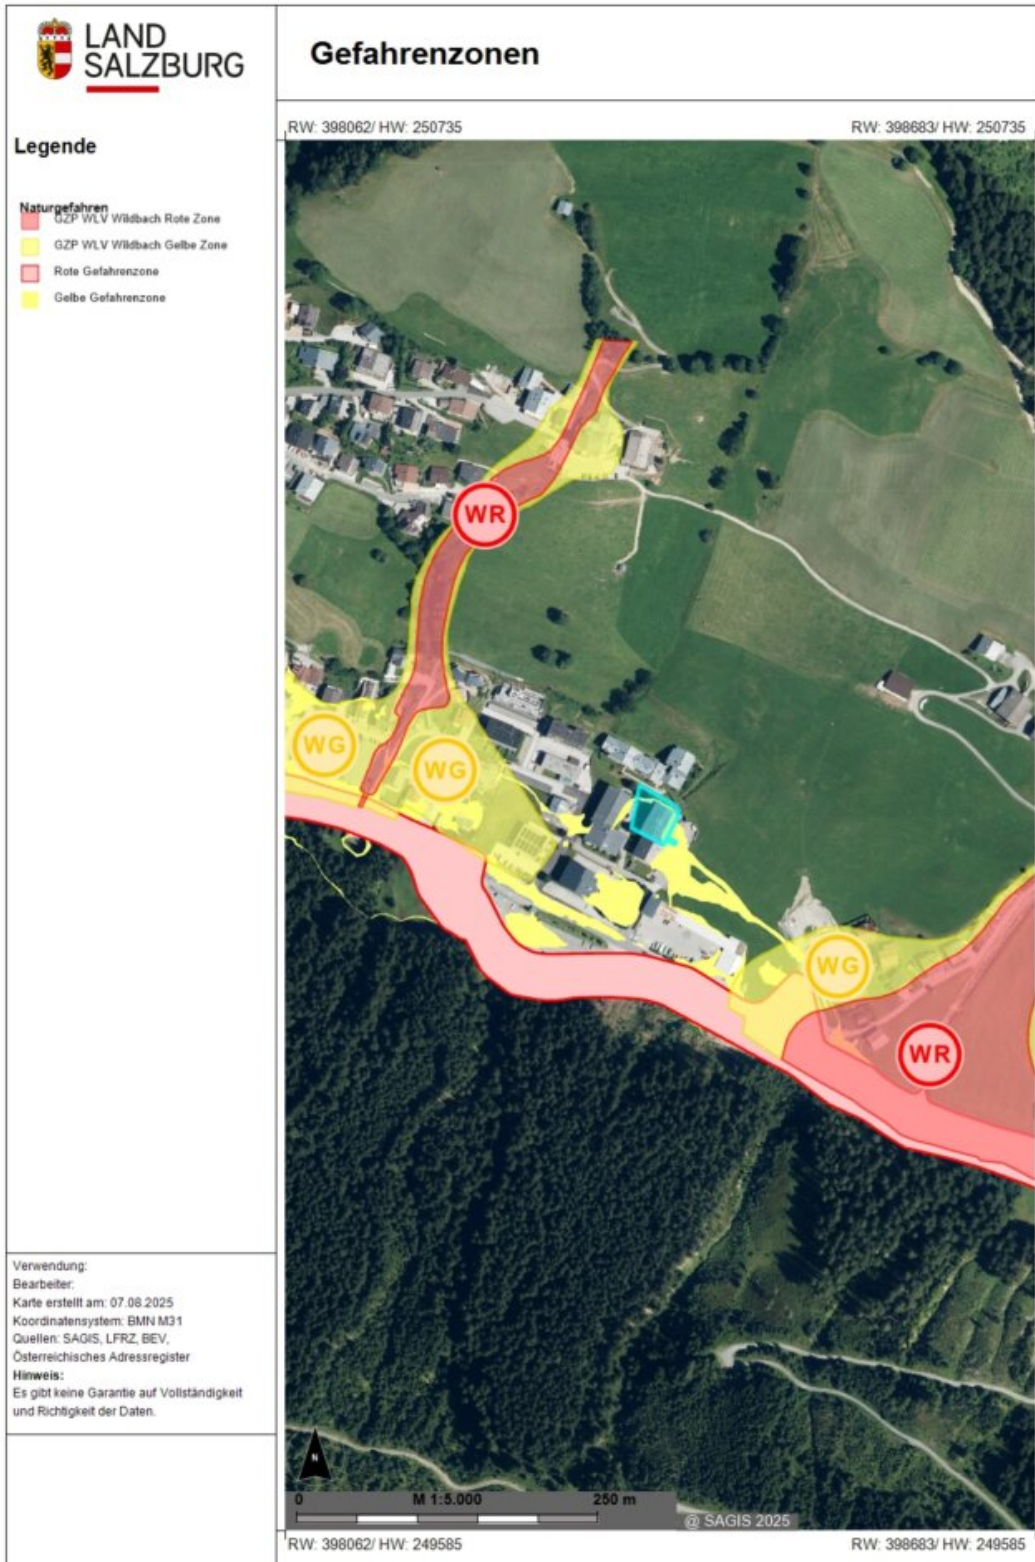 LAND
SALZBURG
Gefahrenzonen
RW: 398062/ HW: 250735
RW: 398683/ HW: 250735
Legende
Naturgefahren
GZP WLV Wildbach Rote Zone
GZP WLV Wildbach Gelbe Zone
Rote Gefahrenzone
Gelbe Gefahrenzone
WR
WG
WG
WG
WR
Verwendung:
Bearbeiter:
Karte erstellt am: 07.08.2025
Koordinatensystem: BMN M31
Quellen: SAGIS, LFRZ, BEV,
Österreichisches Adressregister
Hinweis:
Es gibt keine Garantie auf Vollständigkeit
und Richtigkeit der Daten.
N
0 M 1:5.000 250 m
@ SAGIS 2025
RW: 398062/ HW: 249585
RW: 398683/ HW: 249585